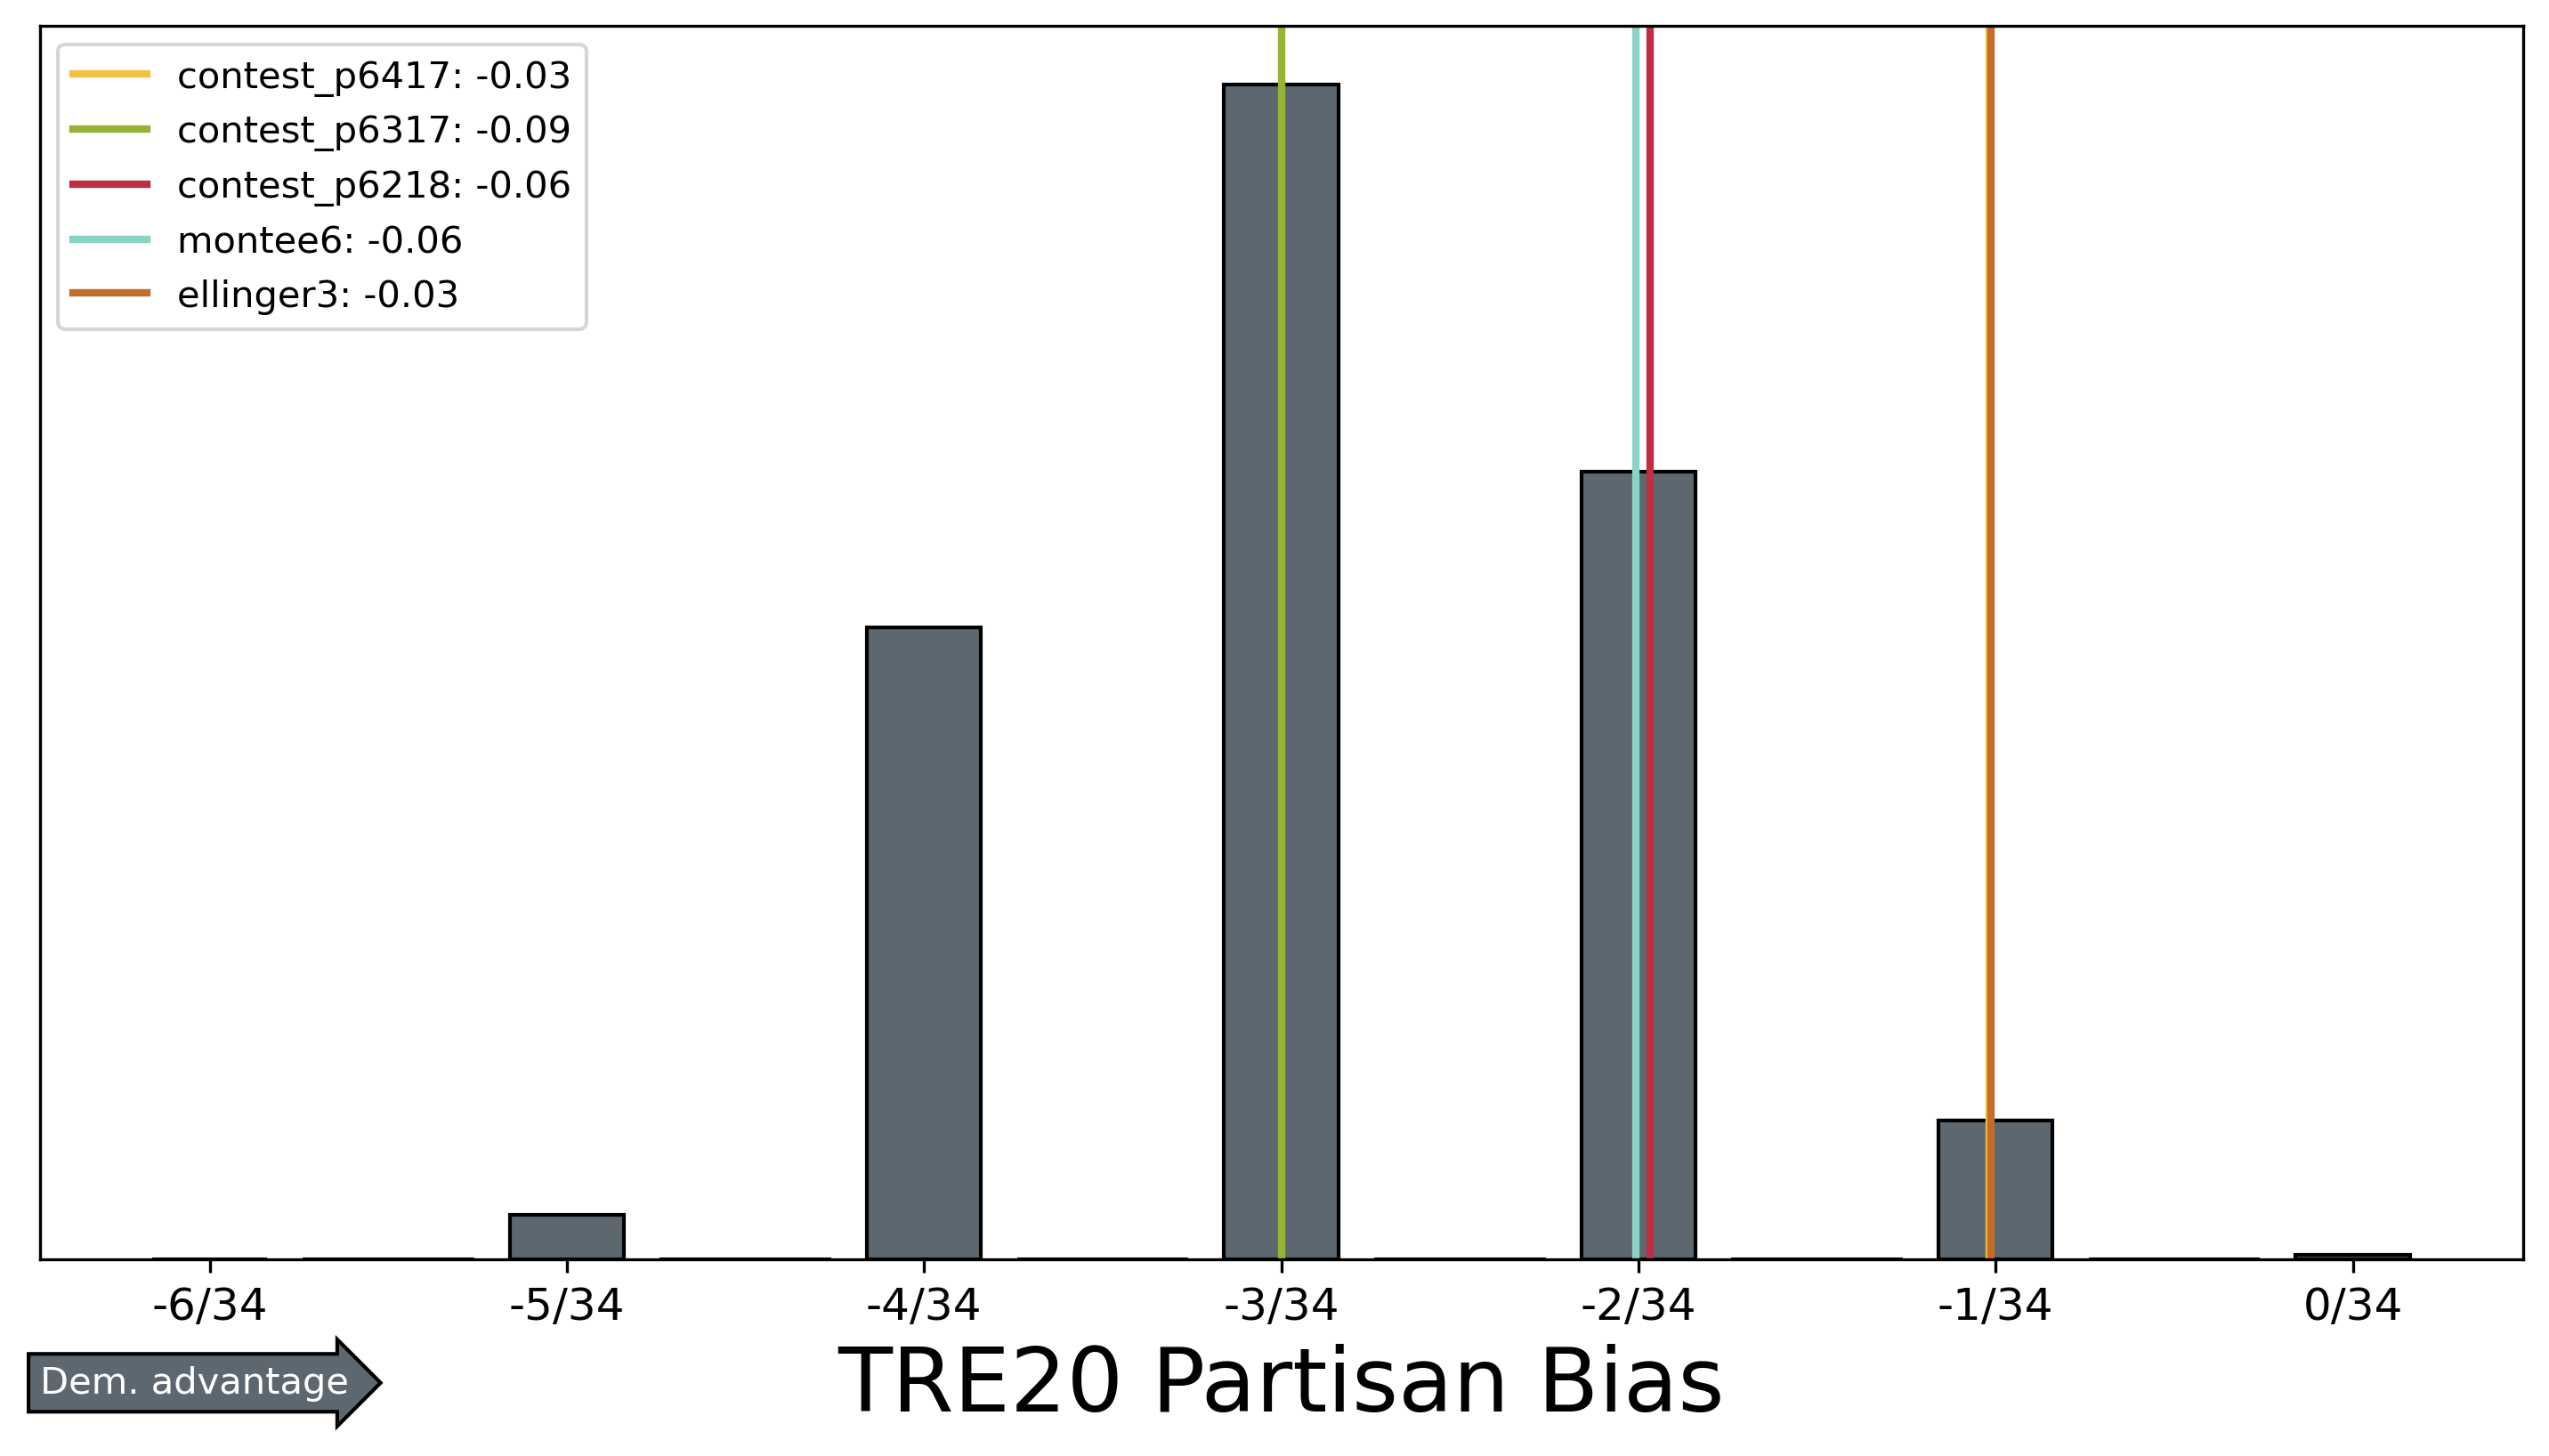 contest_p6417: -0.03
contest_p6317: -0.09
contest_p6218: -0.06
montee6: -0.06
ellinger3: -0.03
-6/34 -5/34 -4/34 -3/34 -2/34 -1/34 0/34
Dem. advantage
TRE20 Partisan Bias